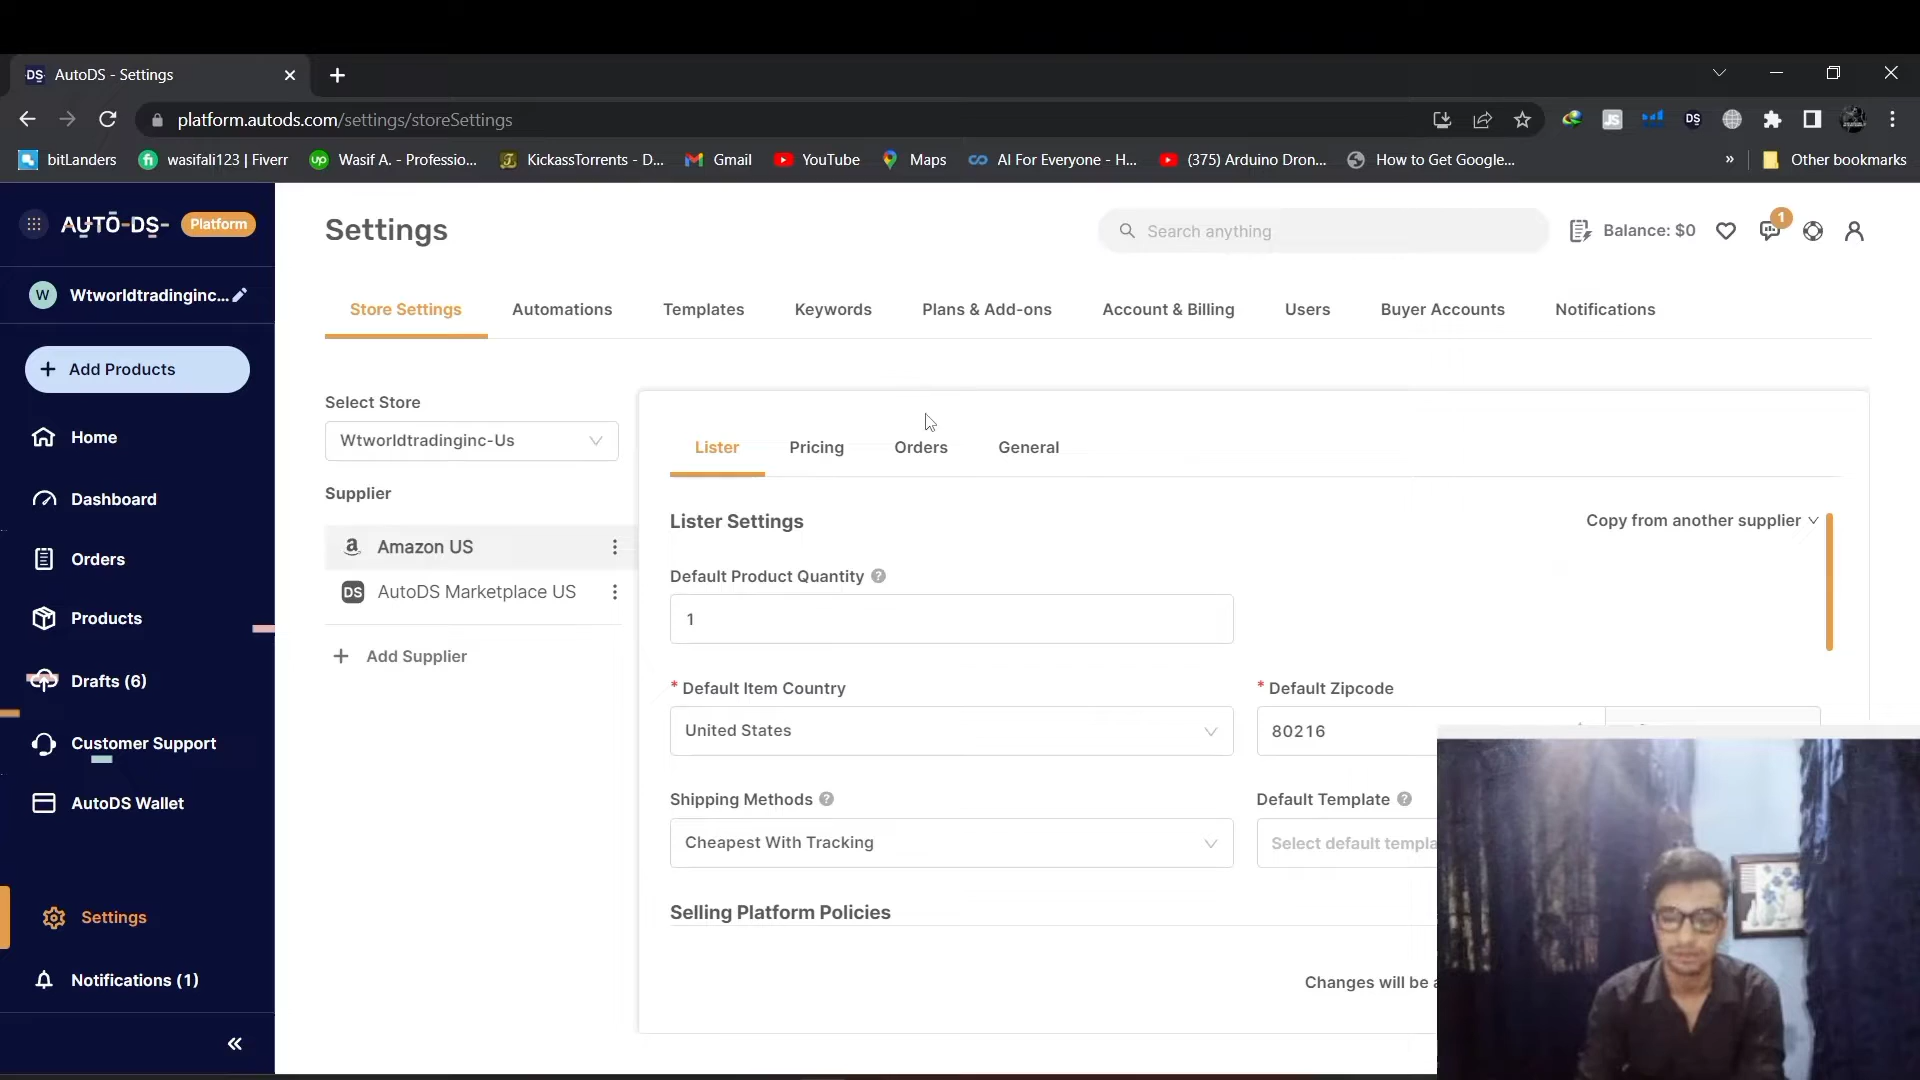 DS AutoDS - Settings
platform.autods.com/settings/storeSettings
JS DS
bitLanders fi wasifali123 | Fiverr up Wasif A. - Professio... KickassTorrents - D... Gmail YouTube Maps AI For Everyone - H... (375) Arduino Dron... How to Get Google... » Other bookmarks
AUTO-DS- Platform
Settings
Search anything
Balance: $0
1
W Wtworldtradinginc...
Store Settings Automations Templates Keywords Plans & Add-ons Account & Billing Users Buyer Accounts Notifications
+ Add Products
Home
Dashboard
Orders
Products
Drafts (6)
Customer Support
AutoDS Wallet
Settings
Notifications (1)
«
Select Store
Wtworldtradinginc-Us
Supplier
a Amazon US
DS AutoDS Marketplace US
+ Add Supplier
Lister Pricing Orders General
Lister Settings
Copy from another supplier
Default Product Quantity ?
1
* Default Item Country
United States
* Default Zipcode
80216
Shipping Methods ?
Cheapest With Tracking
Default Template ?
Select default templa
Selling Platform Policies
Changes will be a